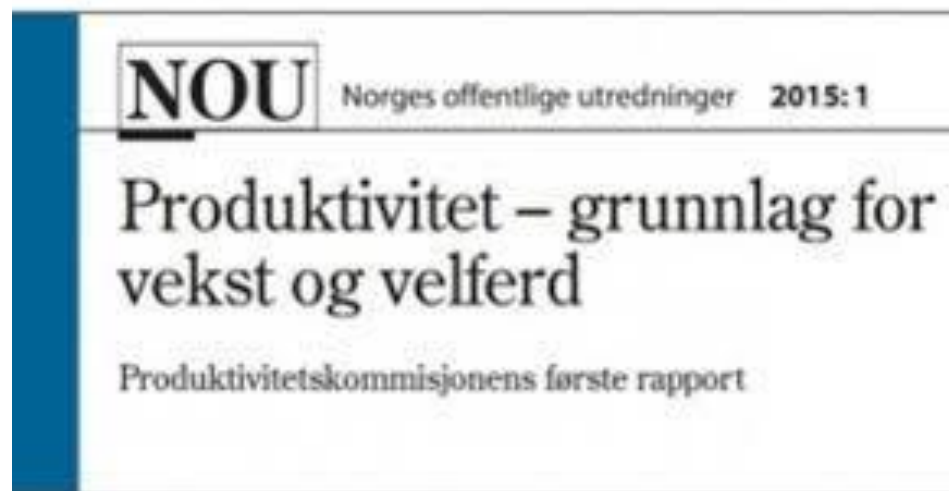 NOU Norges offentlige utredninger 2015: 1
Produktivitet – grunnlag for
vekst og velferd
Produktivitetskommisjonens første rapport